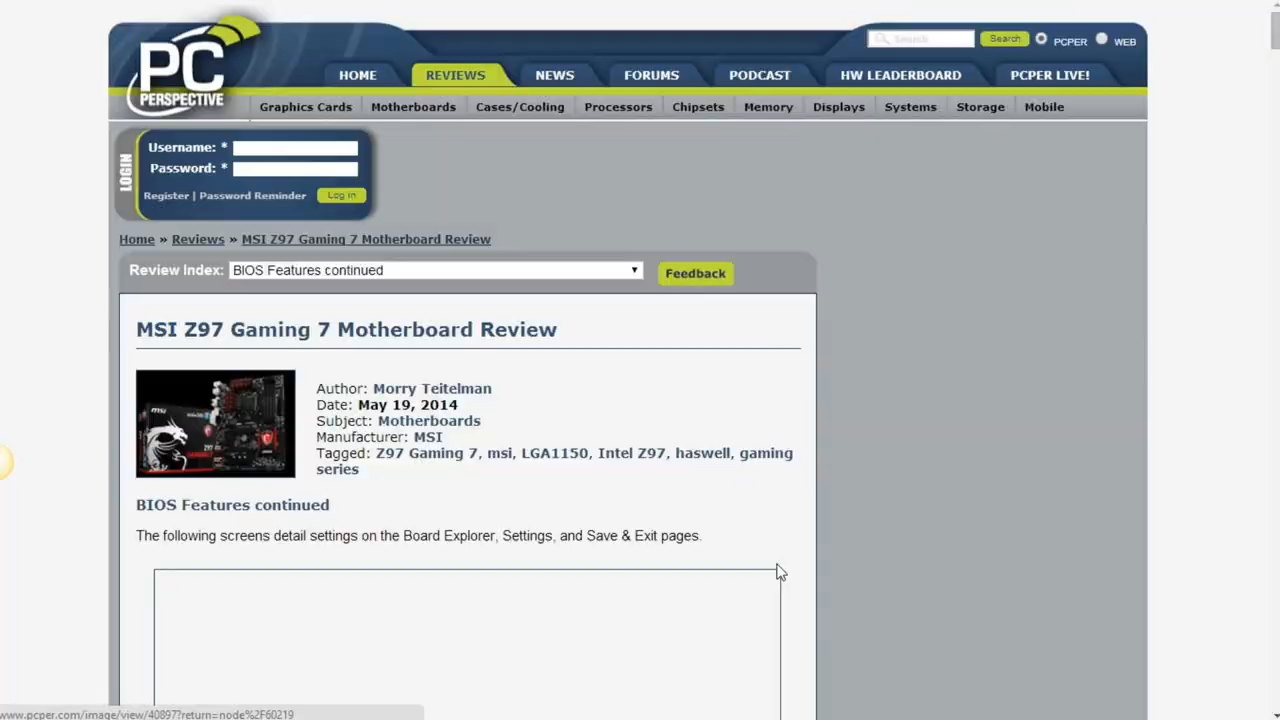 PC
PERSPECTIVE
Search
Search
PCPER
WEB
HOME
REVIEWS
NEWS
FORUMS
PODCAST
HW LEADERBOARD
PCPER LIVE!
Graphics Cards
Motherboards
Cases/Cooling
Processors
Chipsets
Memory
Displays
Systems
Storage
Mobile
LOGIN
Username: *
Password: *
Register | Password Reminder
Log in
Home » Reviews » MSI Z97 Gaming 7 Motherboard Review
Review Index:
BIOS Features continued
Feedback
MSI Z97 Gaming 7 Motherboard Review
msi
Author: Morry Teitelman
Date: May 19, 2014
Subject: Motherboards
Manufacturer: MSI
Tagged: Z97 Gaming 7, msi, LGA1150, Intel Z97, haswell, gaming
series
BIOS Features continued
The following screens detail settings on the Board Explorer, Settings, and Save & Exit pages.
www.pcper.com/image/view/40897?return=node%2F60219